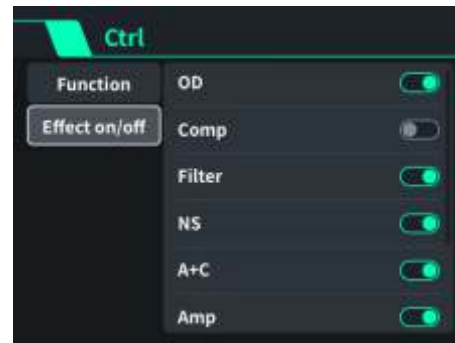 Ctrl
Function
Effect on/off
OD
Comp
Filter
NS
A+C
Amp